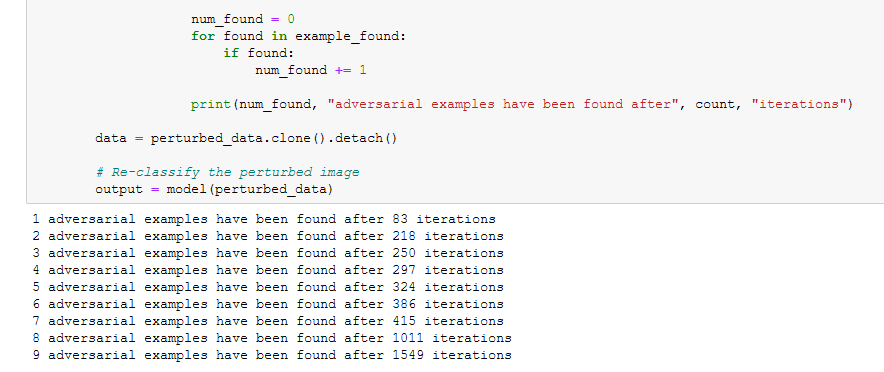 num_found = 0
for found in example_found:
if found:
num_found += 1
print(num_found, "adversarial examples have been found after", count, "iterations")
data = perturbed_data.clone().detach()
# Re-classify the perturbed image
output = model(perturbed_data)
1 adversarial examples have been found after 83 iterations
2 adversarial examples have been found after 218 iterations
3 adversarial examples have been found after 250 iterations
4 adversarial examples have been found after 297 iterations
5 adversarial examples have been found after 324 iterations
6 adversarial examples have been found after 386 iterations
7 adversarial examples have been found after 415 iterations
8 adversarial examples have been found after 1011 iterations
9 adversarial examples have been found after 1549 iterations